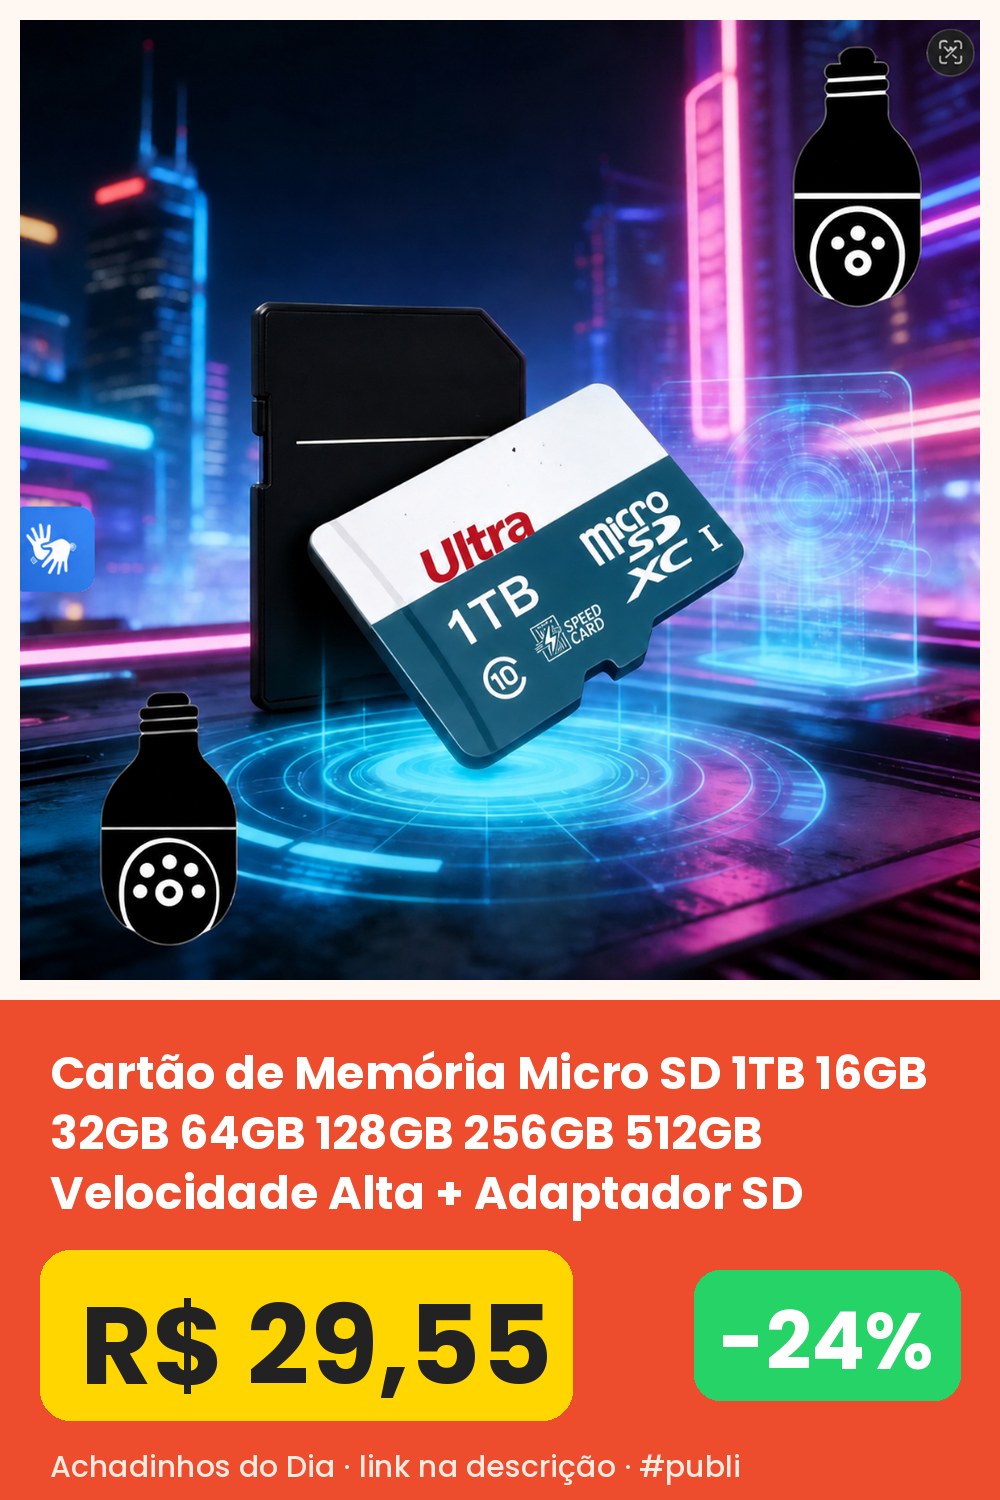 Ultra
1TB
micro
SD
XC I
SPEED
CARD
10
Cartão de Memória Micro SD 1TB 16GB
32GB 64GB 128GB 256GB 512GB
Velocidade Alta + Adaptador SD
R$ 29,55
-24%
Achadinhos do Dia · link na descrição · #publi